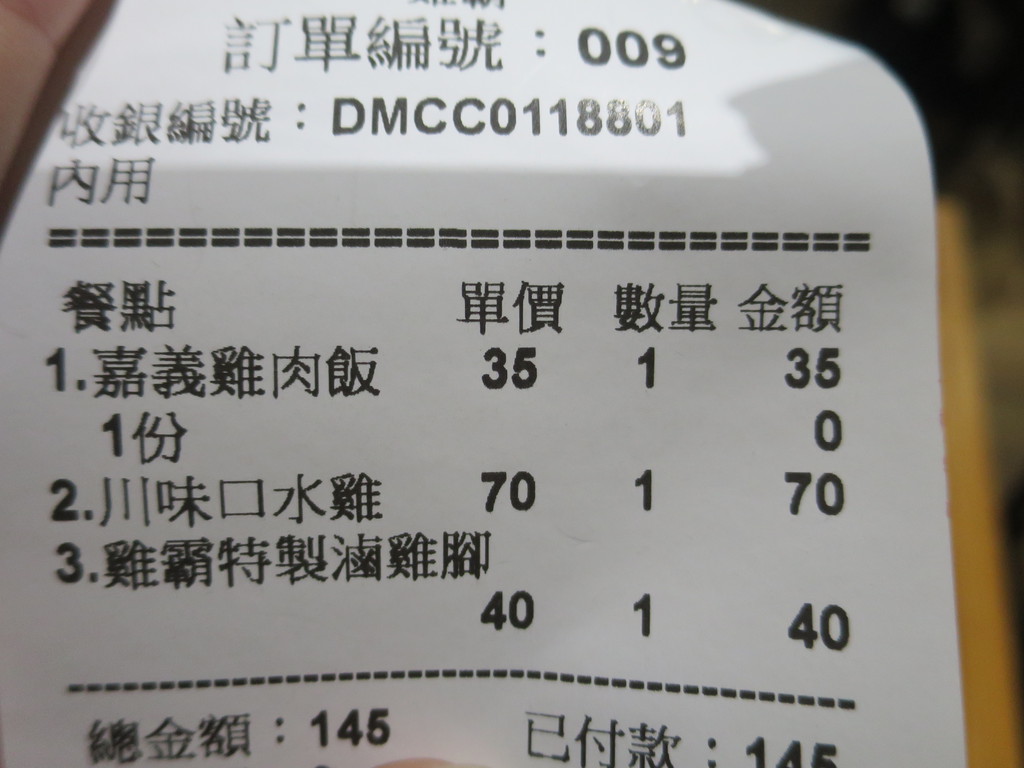 訂單編號：009
收銀編號：DMCC0118801
內用
==========================
餐點 單價 數量 金額
1.嘉義雞肉飯 35 1 35
1份 0
2.川味口水雞 70 1 70
3.雞霸特製滷雞腳
40 1 40
--------------------------------------------------
總金額：145 已付款：145